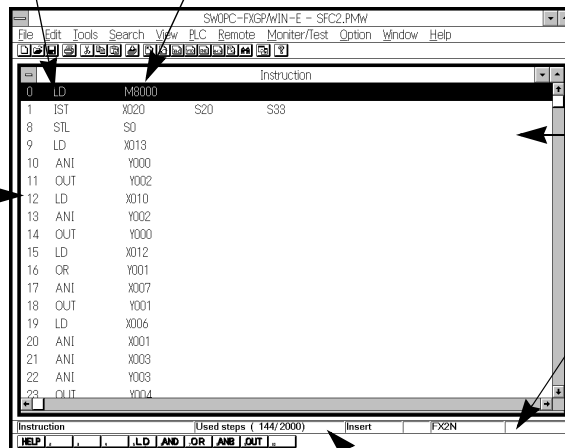 SW0PC-FXGP/WIN-E - SFC2.PMW
File Edit Tools Search View PLC Remote Moniter/Test Option Window Help
Instruction
0 LD M8000
1 IST X020 S20 S33
8 STL S0
9 LD X013
10 ANI Y000
11 OUT Y002
12 LD X010
13 ANI Y002
14 OUT Y000
15 LD X012
16 OR Y001
17 ANI X007
18 OUT Y001
19 LD X006
20 ANI X001
21 ANI X003
22 ANI Y003
23 OUT Y004
Instruction Used steps ( 144/2000) Insert FX2N
HELP , , , ,LD AND ,OR ANB ,OUT